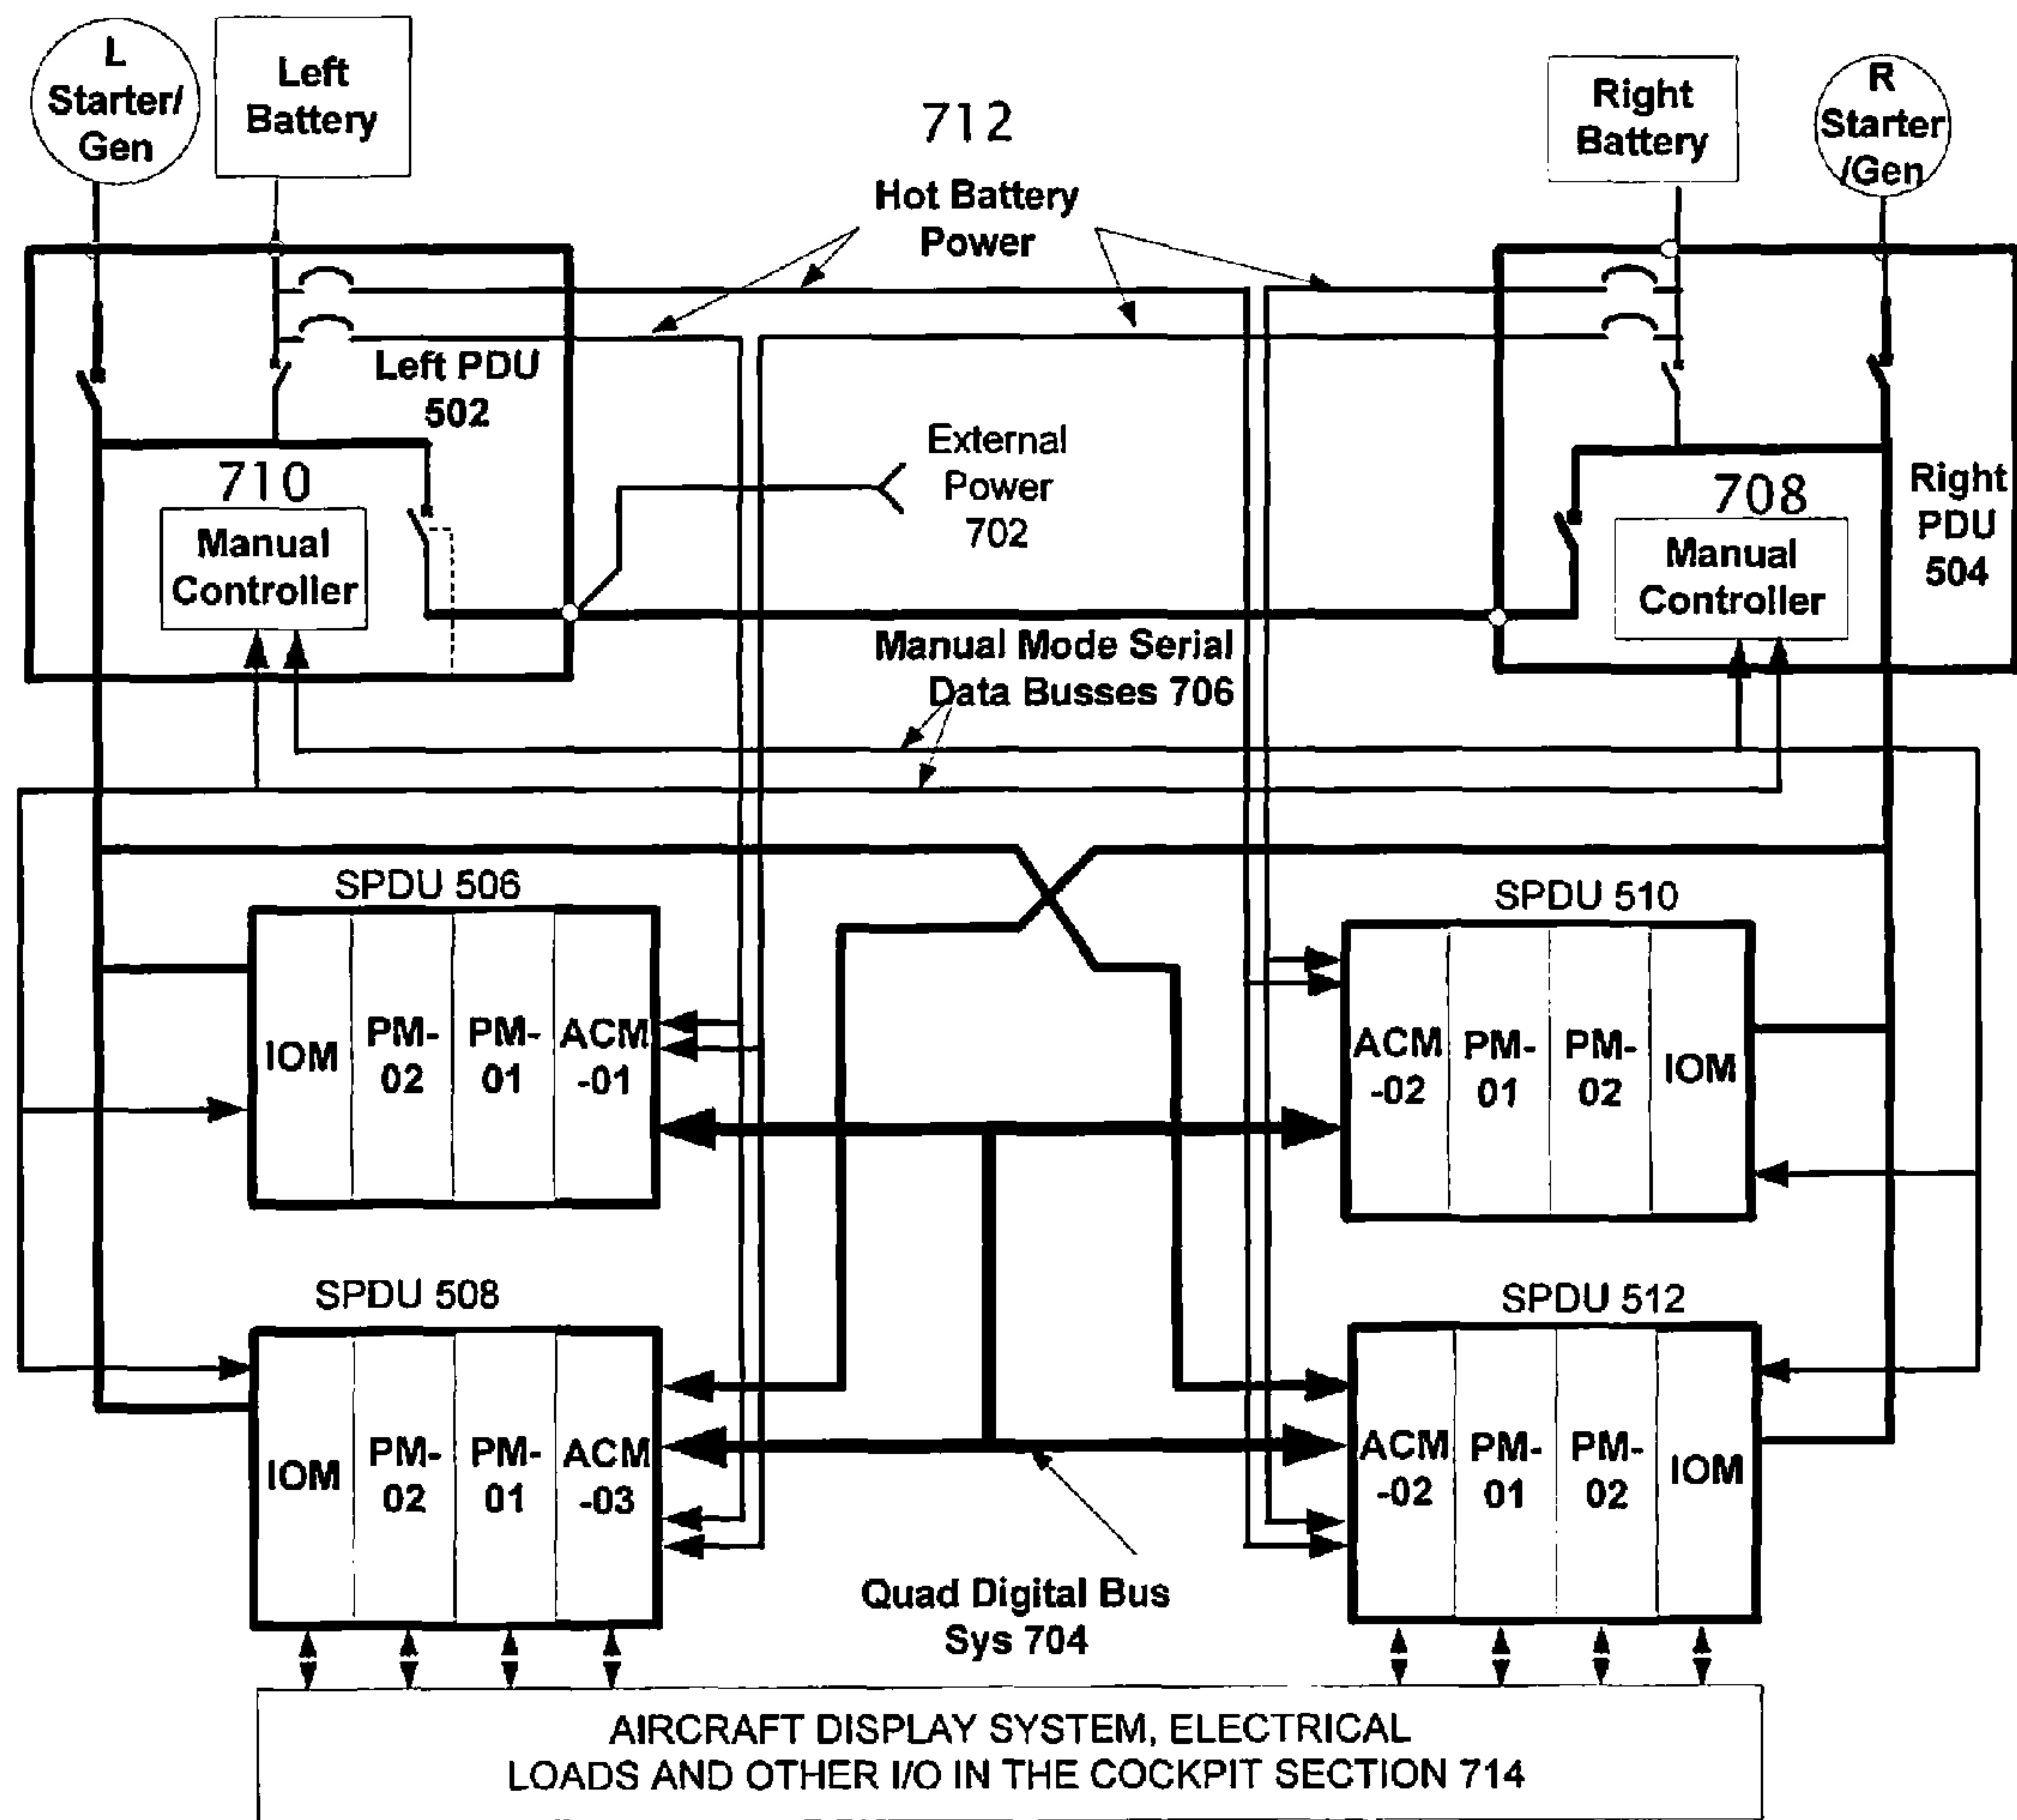 L
Starter/
Gen
Left
Battery
712
Hot Battery
Power
Right
Battery
R
Starter
/Gen
Left PDU
502
External
Power
702
710
Manual
Controller
708
Manual
Controller
Right
PDU
504
Manual Mode Serial
Data Busses 706
SPDU 506
IOM
PM-
02
PM-
01
ACM
-01
SPDU 510
ACM
-02
PM-
01
PM-
02
IOM
SPDU 508
IOM
PM-
02
PM-
01
ACM
-03
SPDU 512
ACM
-02
PM-
01
PM-
02
IOM
Quad Digital Bus
Sys 704
AIRCRAFT DISPLAY SYSTEM, ELECTRICAL
LOADS AND OTHER I/O IN THE COCKPIT SECTION 714